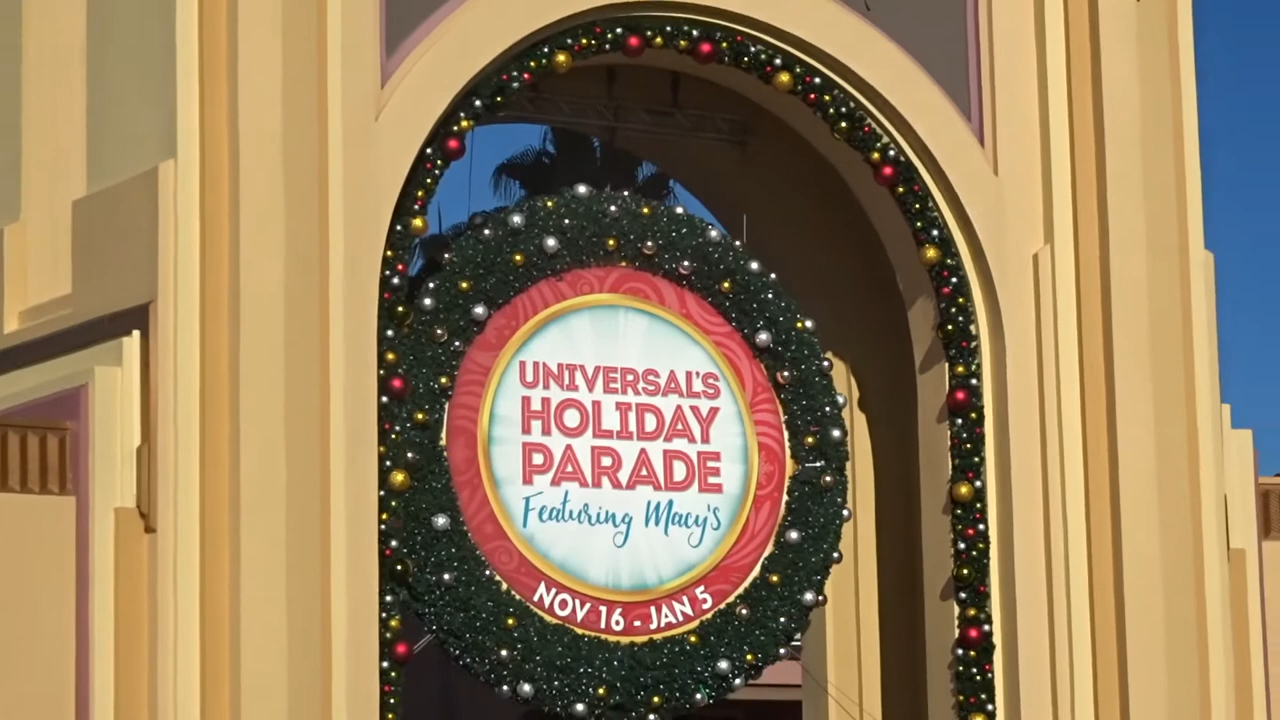 UNIVERSAL'S
HOLIDAY
PARADE
Featuring Macy's
NOV 16 - JAN 5